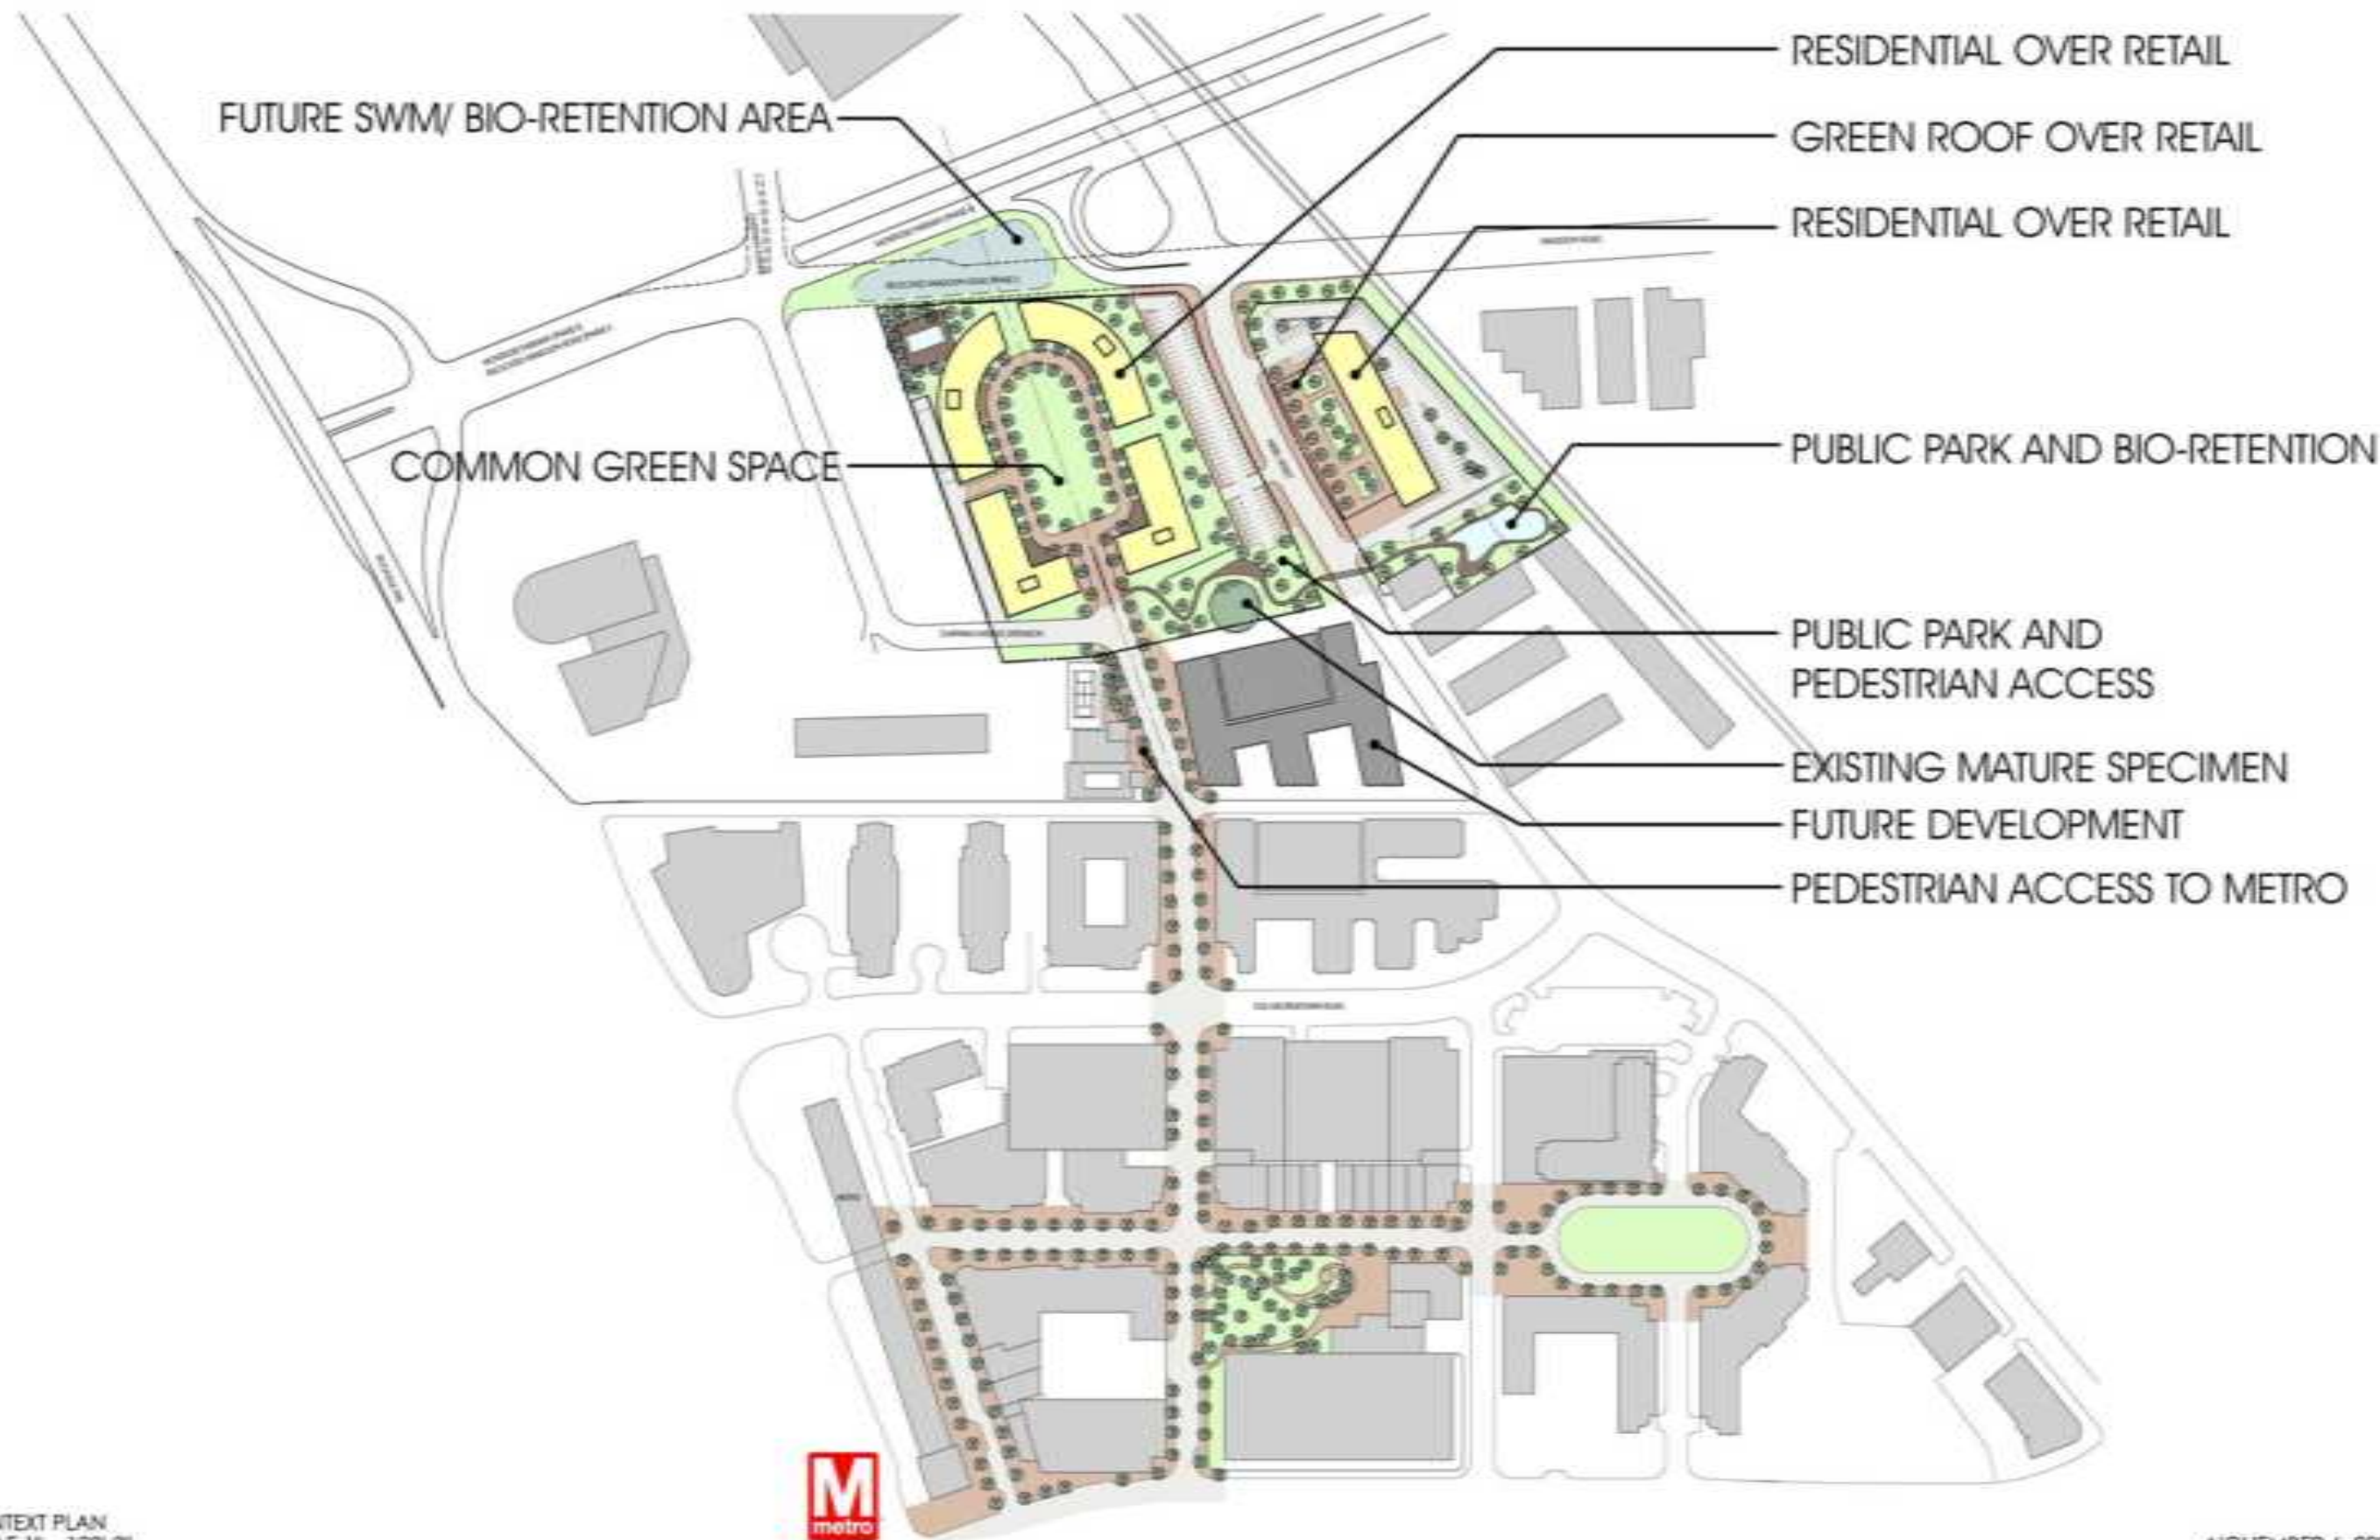 RESIDENTIAL OVER RETAIL
FUTURE SWM/ BIO-RETENTION AREA
GREEN ROOF OVER RETAIL
RESIDENTIAL OVER RETAIL
COMMON GREEN SPACE
PUBLIC PARK AND BIO-RETENTION
PUBLIC PARK AND
PEDESTRIAN ACCESS
EXISTING MATURE SPECIMEN
FUTURE DEVELOPMENT
PEDESTRIAN ACCESS TO METRO
M
metro
PLAN